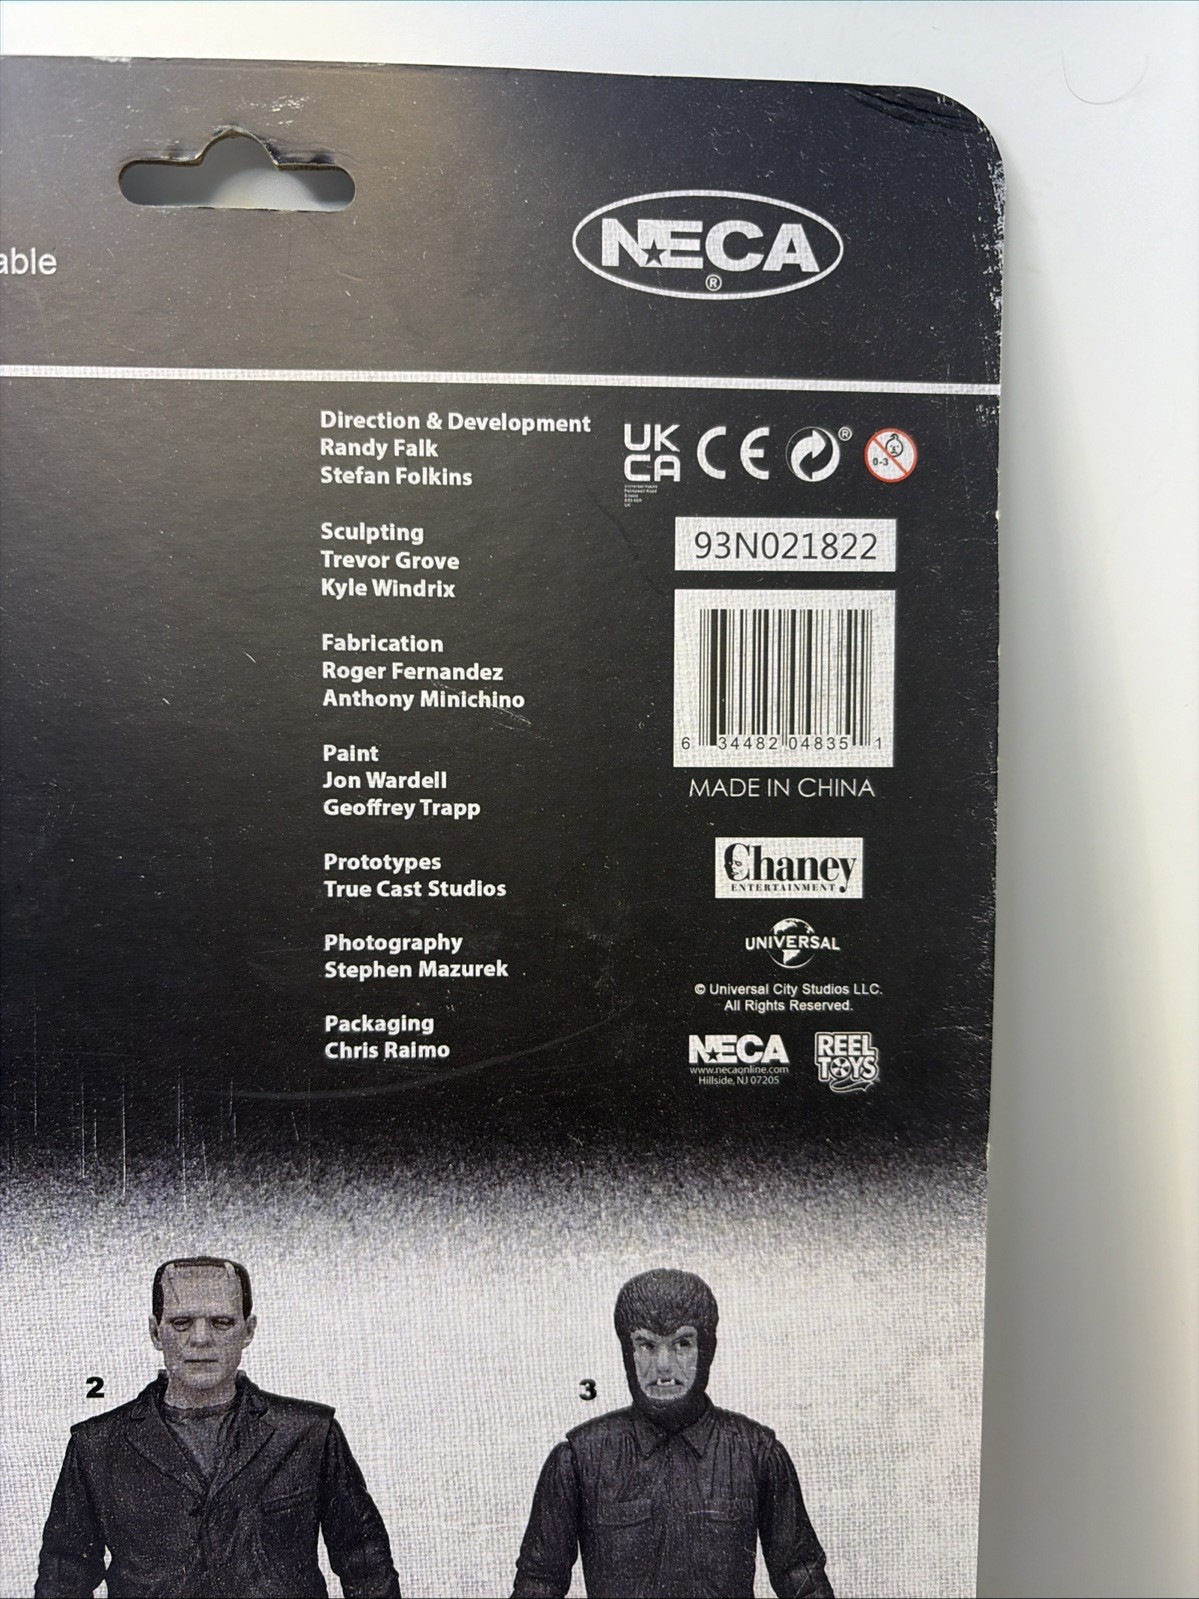 able
NECA
®
Direction & Development
Randy Falk
Stefan Folkins
Sculpting
Trevor Grove
Kyle Windrix
Fabrication
Roger Fernandez
Anthony Minichino
Paint
Jon Wardell
Geoffrey Trapp
Prototypes
True Cast Studios
Photography
Stephen Mazurek
Packaging
Chris Raimo
UK
CA
CE
®
0-3
93N021822
6 34482 04835 1
MADE IN CHINA
Chaney
ENTERTAINMENT
UNIVERSAL
© Universal City Studios LLC.
All Rights Reserved.
NECA
www.necaonline.com
Hillside, NJ 07205
REEL
TOYS
2
3